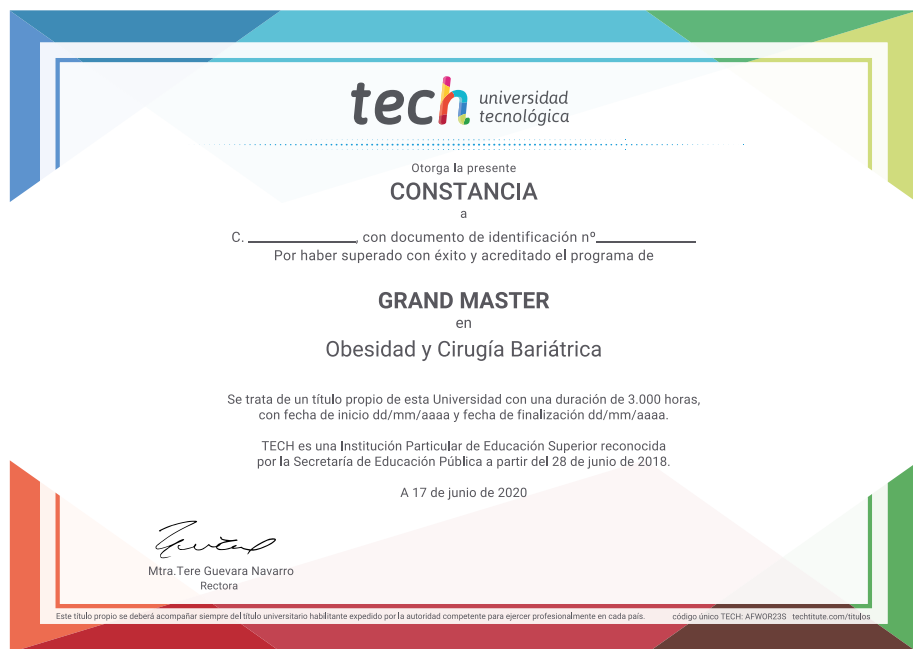 tech universidad
tecnológica
Otorga la presente
CONSTANCIA
a
C. ____________, con documento de identificación nº____________
Por haber superado con éxito y acreditado el programa de
GRAND MASTER
en
Obesidad y Cirugía Bariátrica
Se trata de un título propio de esta Universidad con una duración de 3.000 horas,
con fecha de inicio dd/mm/aaaa y fecha de finalización dd/mm/aaaa.
TECH es una Institución Particular de Educación Superior reconocida
por la Secretaría de Educación Pública a partir del 28 de junio de 2018.
A 17 de junio de 2020
Mtra.Tere Guevara Navarro
Rectora
Este título propio se deberá acompañar siempre del título universitario habilitante expedido por la autoridad competente para ejercer profesionalmente en cada país. código único TECH: AFWOR23S techtitute.com/titulos